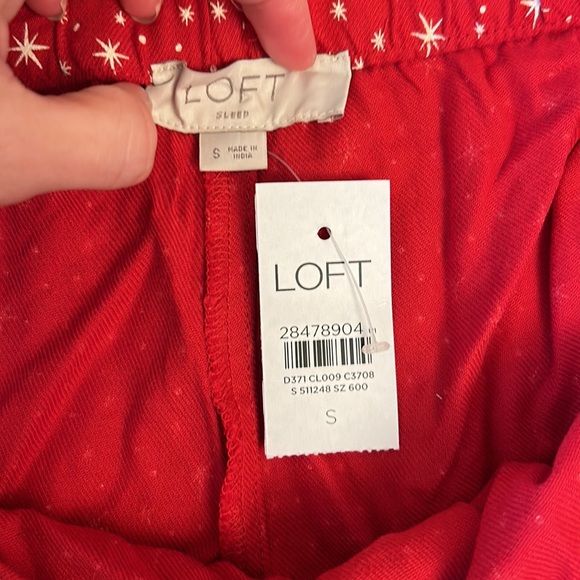 LOFT
SLEEP
S MADE IN
INDIA
LOFT
28478904
D371 CL009 C3708
S 511248 SZ 600
S